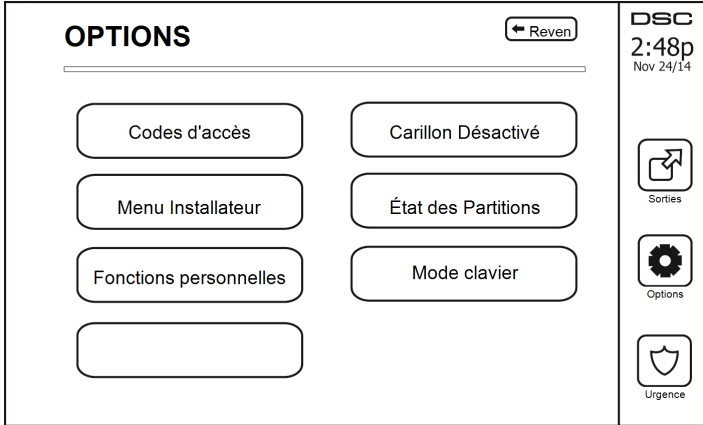 OPTIONS
Reven
DSC
2:48p
Nov 24/14
Codes d'accès
Carillon Désactivé
Menu Installateur
État des Partitions
Fonctions personnelles
Mode clavier
Sorties
Options
Urgence